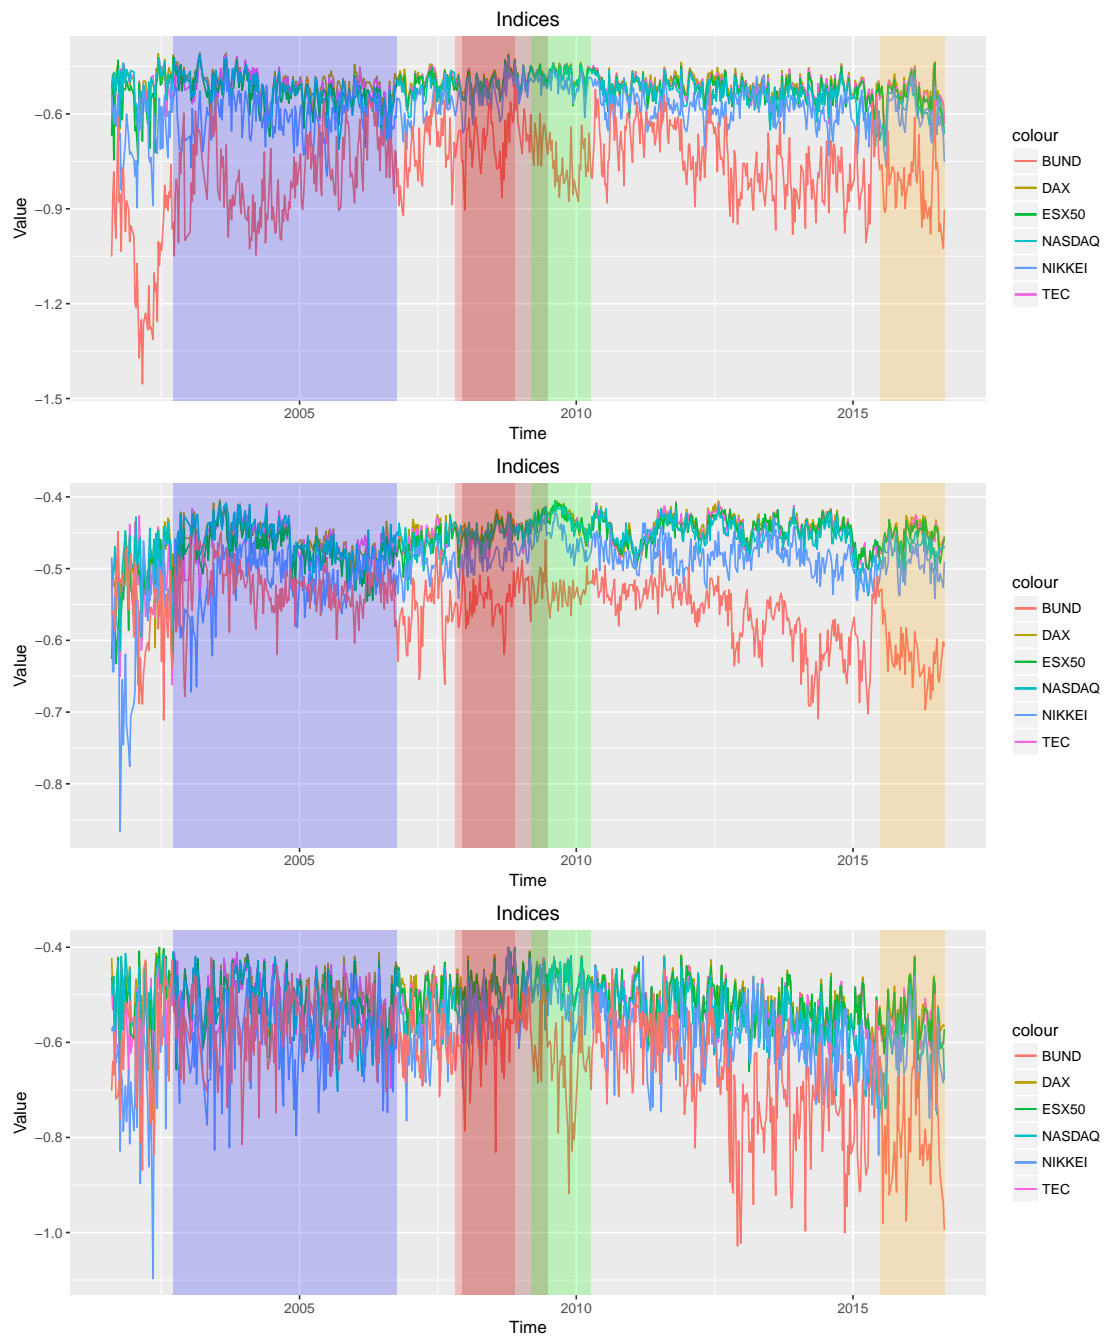 Indices
Value
−0.6
−0.9
−1.2
−1.5
2005
2010
2015
Time
colour
BUND
DAX
ESX50
NASDAQ
NIKKEI
TEC
Indices
Value
−0.4
−0.5
−0.6
−0.7
−0.8
2005
2010
2015
Time
colour
BUND
DAX
ESX50
NASDAQ
NIKKEI
TEC
Indices
Value
−0.4
−0.6
−0.8
−1.0
2005
2010
2015
Time
colour
BUND
DAX
ESX50
NASDAQ
NIKKEI
TEC